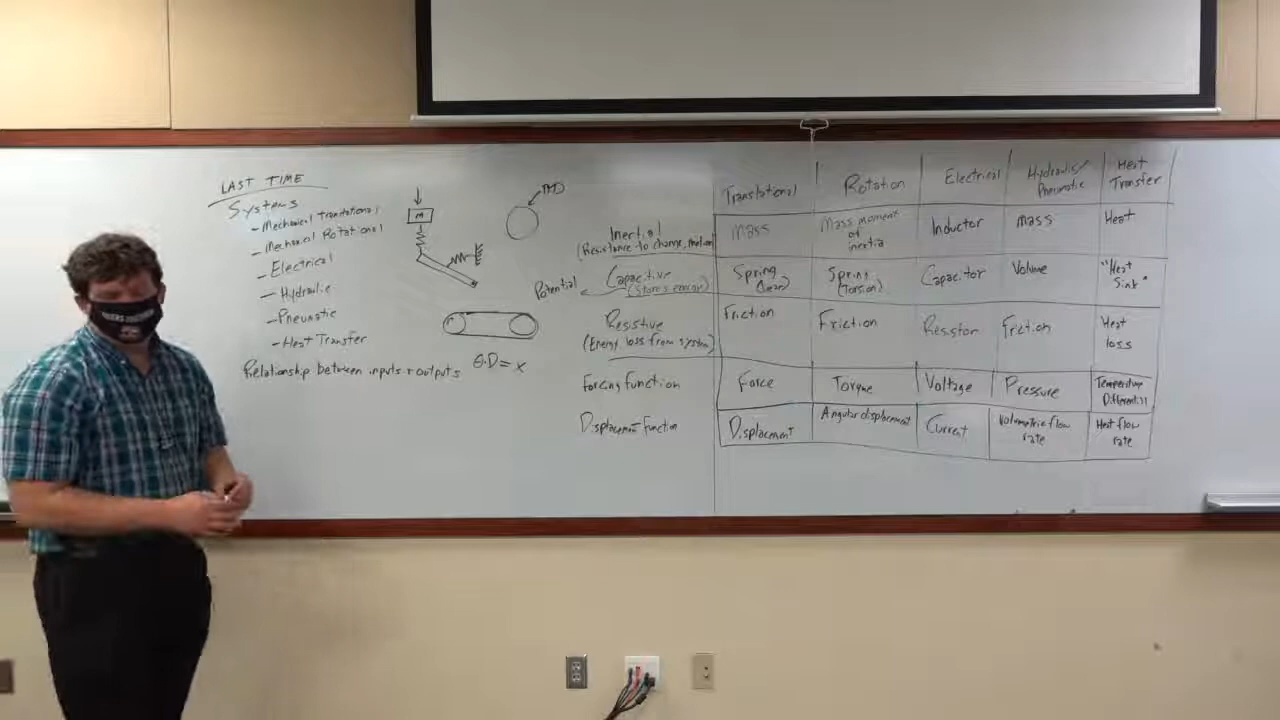 LAST TIME
Systems
- Mechanical Translational
- Mechanical Rotational
- Electrical
- Hydraulic
- Pneumatic
- Heat Transfer
Relationship between inputs + outputs
θ·D = x
M
Translational Rotation Electrical Hydraulic/Pneumatic Heat Transfer
Inertial (Resistance to change, motion) Mass Mass moment of inertia Inductor mass Heat
Potential Capacitive (Stores energy) Spring (Linear) Spring (Torsion) Capacitor Volume "Heat Sink"
Resistive (Energy loss from system) Friction Friction Resistor Friction Heat loss
Forcing function Force Torque Voltage Pressure Temperature Differential
Displacement function Displacement Angular displacement Current Volumetric flow rate Heat flow rate